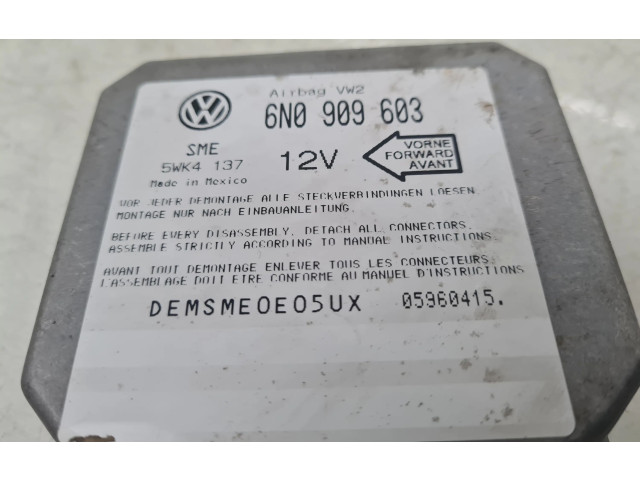 Airbag VW2
6N0 909 603
SME
5WK4 137
Made in Mexico
12V
VORNE
FORWARD
AVANT
VOR JEDER DEMONTAGE ALLE STECKVERBINDUNGEN LOESEN.
MONTAGE NUR NACH EINBAUANLEITUNG.
BEFORE EVERY DISASSEMBLY, DETACH ALL CONNECTORS.
ASSEMBLE STRICTLY ACCORDING TO MANUAL INSTRUCTIONS.
AVANT TOUT DEMONTAGE ENLEVER TOUS LES CONNECTEURS.
L'ASSEMBLAGE DOIT ETRE CONFORME AU MANUEL D'INSTRUCTIONS
DEMSME0E05UX 05960415.